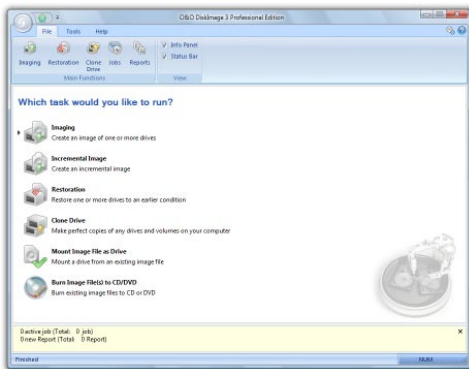 O&O DiskImage 3 Professional Edition
File Tools Help
Imaging Restoration Clone Drive Jobs Reports
Main Functions
Info Panel
Status Bar
View
Which task would you like to run?
Imaging
Create an image of one or more drives
Incremental Image
Create an incremental image
Restoration
Restore one or more drives to an earlier condition
Clone Drive
Make perfect copies of any drives and volumes on your computer
Mount Image File as Drive
Mount a drive from an existing image file
Burn Image File(s) to CD/DVD
Burn existing image files to CD or DVD
0 active job (Total: 0 job)
0 new Report (Total: 0 Report)
Finished NUM